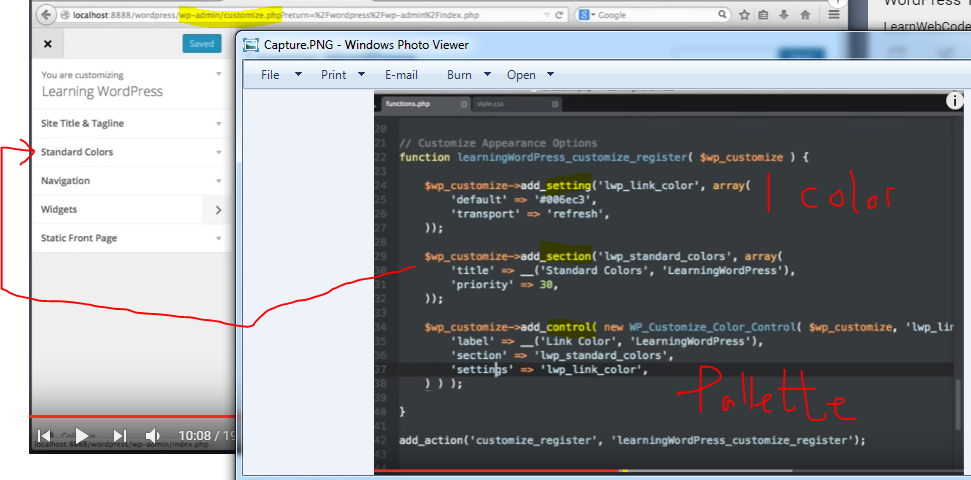 localhost:8888/wordpress/wp-admin/customize.php?return=%2Fwordpress%2Fwp-admin%2Findex.php
Google
WordPress
LearnWebCode
Saved
You are customizing
Learning WordPress
Site Title & Tagline
Standard Colors
Navigation
Widgets
Static Front Page
10:08 / 19
localhost:8888/wordpress/wp-admin/index.php
Capture.PNG - Windows Photo Viewer
File Print E-mail Burn Open
functions.php style.css
20
21 // Customize Appearance Options
22 function learningWordPress_customize_register( $wp_customize ) {
23
24 $wp_customize->add_setting('lwp_link_color', array(
25 'default' => '#006ec3',
26 'transport' => 'refresh',
27 ));
28
29 $wp_customize->add_section('lwp_standard_colors', array(
30 'title' => __('Standard Colors', 'LearningWordPress'),
31 'priority' => 30,
32 ));
33
34 $wp_customize->add_control( new WP_Customize_Color_Control( $wp_customize, 'lwp_lin
35 'label' => __('Link Color', 'LearningWordPress'),
36 'section' => 'lwp_standard_colors',
37 'settings' => 'lwp_link_color',
38 ) ) );
39
40 }
41
42 add_action('customize_register', 'learningWordPress_customize_register');
43
1 color
Pallette